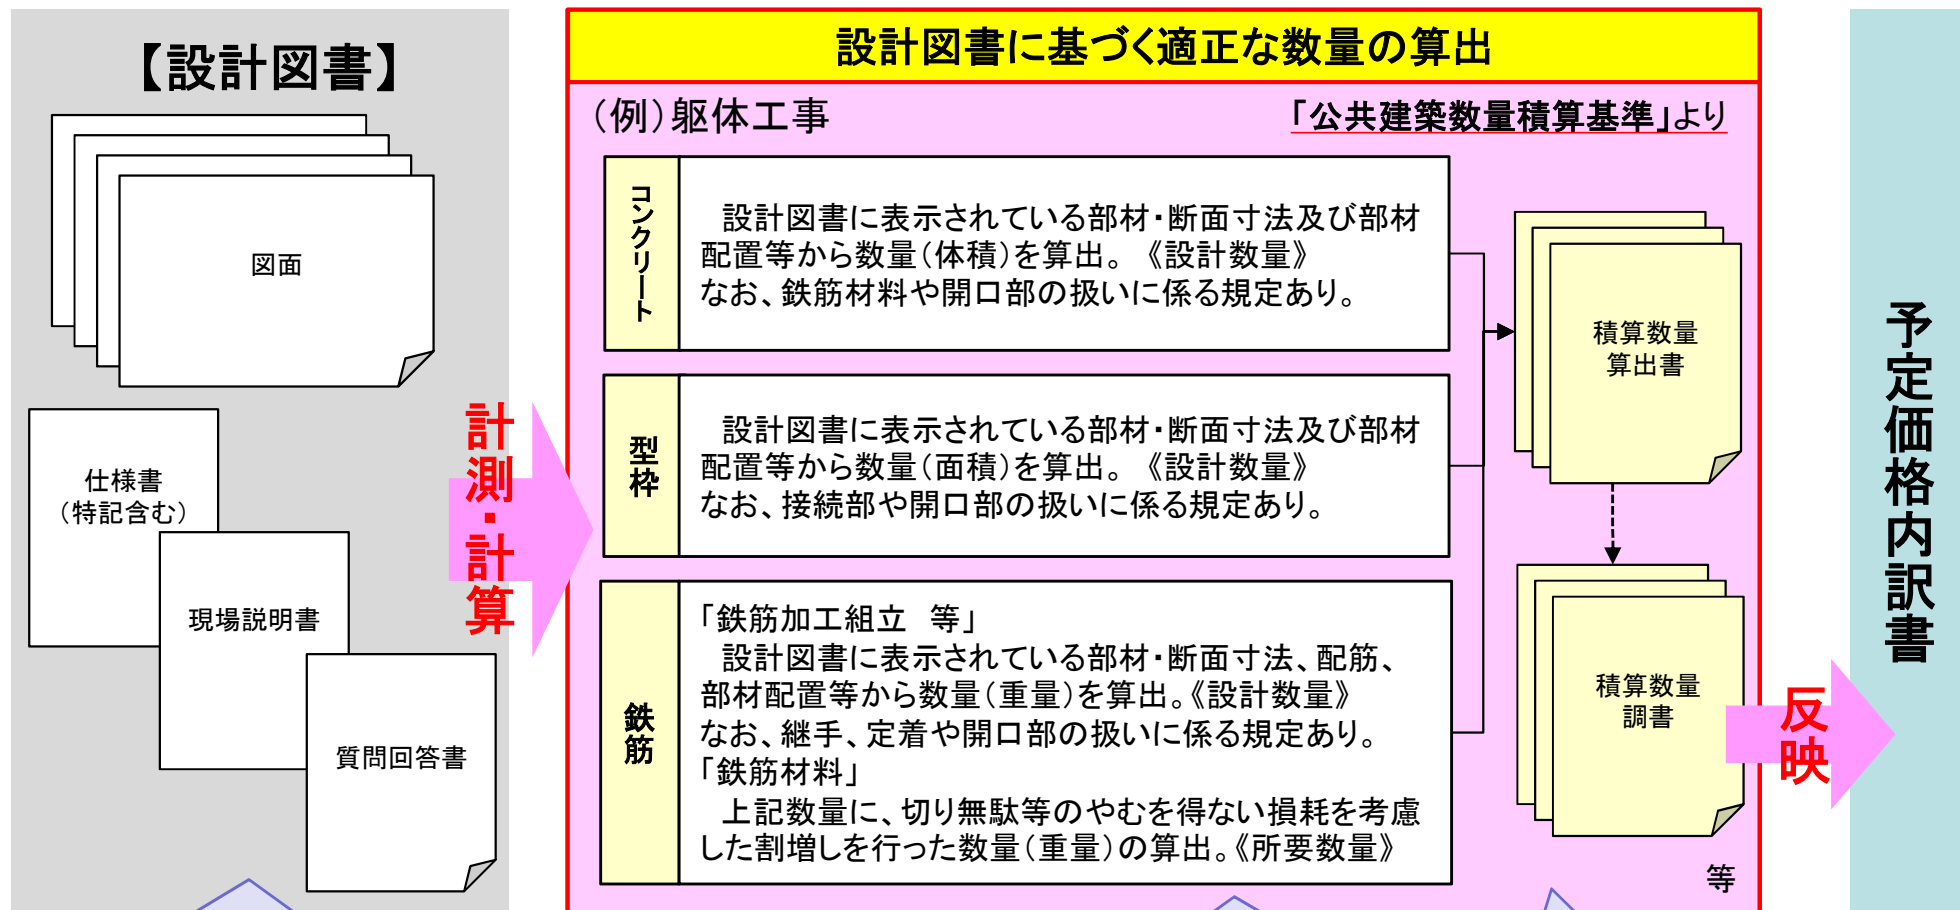 【設計図書】
図面
仕様書
（特記含む）
現場説明書
質問回答書
計測・計算
設計図書に基づく適正な数量の算出
（例）躯体工事
「公共建築数量積算基準」より
コンクリート
設計図書に表示されている部材・断面寸法及び部材
配置等から数量（体積）を算出。 《設計数量》
なお、鉄筋材料や開口部の扱いに係る規定あり。
型枠
設計図書に表示されている部材・断面寸法及び部材
配置等から数量（面積）を算出。 《設計数量》
なお、接続部や開口部の扱いに係る規定あり。
鉄筋
「鉄筋加工組立　等」
設計図書に表示されている部材・断面寸法、配筋、
部材配置等から数量（重量）を算出。《設計数量》
なお、継手、定着や開口部の扱いに係る規定あり。
「鉄筋材料」
上記数量に、切り無駄等のやむを得ない損耗を考慮
した割増しを行った数量（重量）の算出。《所要数量》
積算数量
算出書
積算数量
調書
等
反映
予定価格内訳書